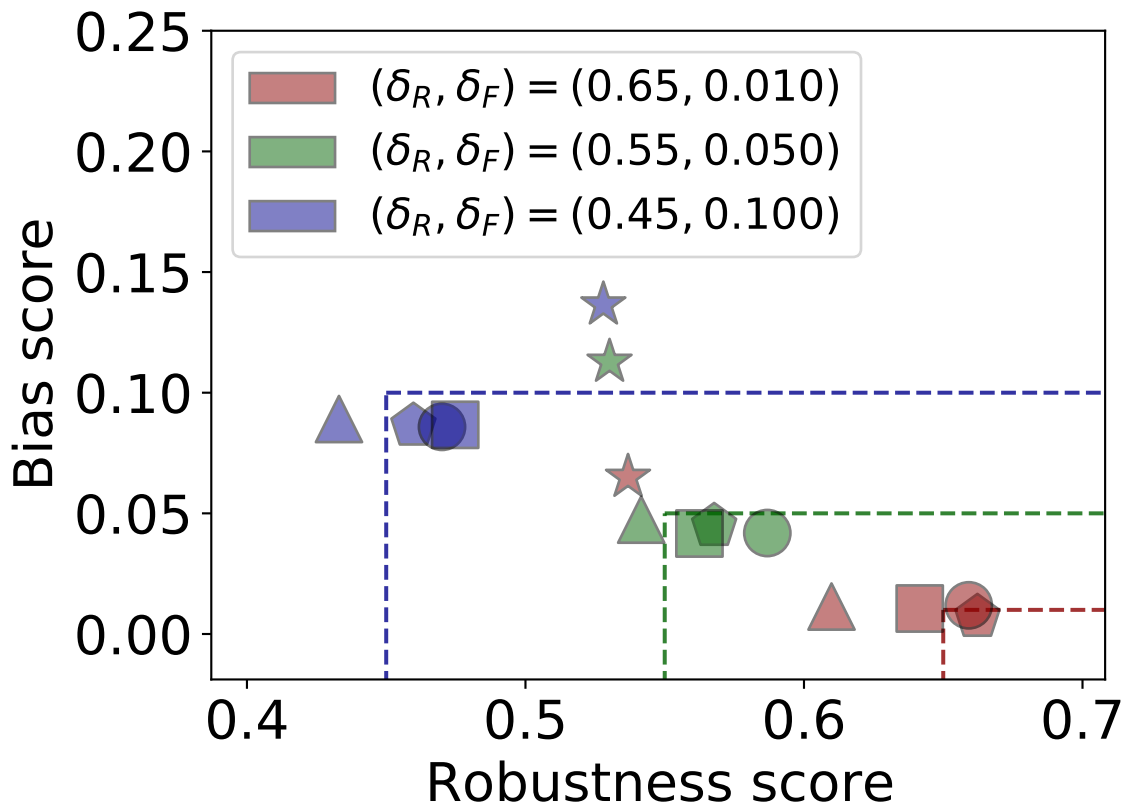 0.25
0.20
0.15
0.10
0.05
0.00
Bias score
(δ_R, δ_F) = (0.65, 0.010)
(δ_R, δ_F) = (0.55, 0.050)
(δ_R, δ_F) = (0.45, 0.100)
0.4 0.5 0.6 0.7
Robustness score